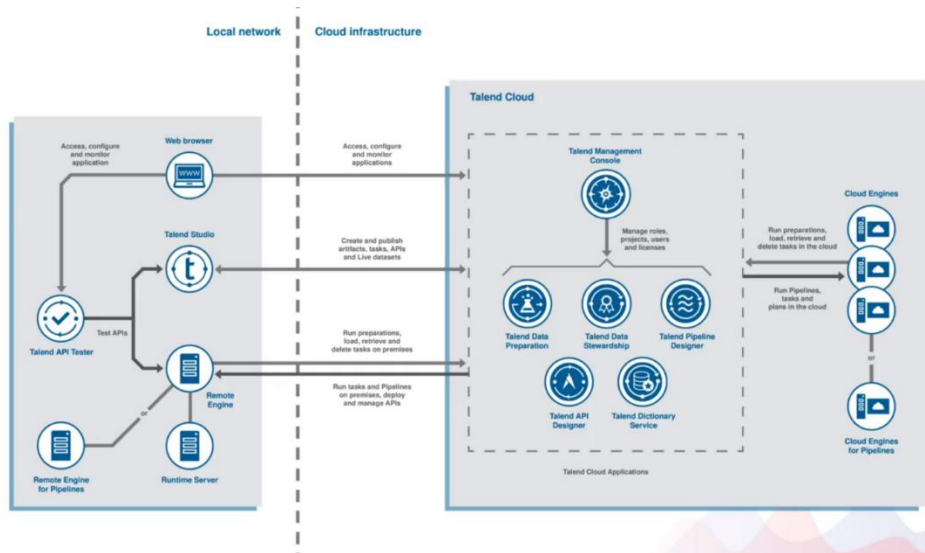 Local network
Cloud infrastructure
Talend Cloud
Web browser
Access, configure
and monitor
application
WWW
Access, configure
and monitor
applications
Talend Management
Console
Cloud Engines
Talend Studio
Create and publish
artifacts, tasks, APIs
and Live datasets
Manage roles,
projects, users
and licenses
Run preparations,
load, retrieve and
delete tasks in the cloud
t
Run Pipelines,
tasks and
plans in the cloud
Test APIs
Talend API Tester
Run preparations,
load, retrieve and
delete tasks on premises
Talend Data
Preparation
Talend Data
Stewardship
Talend Pipeline
Designer
Remote
Engine
Run tasks and Pipelines
on premises, deploy
and manage APIs
or
or
Talend API
Designer
Talend Dictionary
Service
Remote Engine
for Pipelines
Runtime Server
Cloud Engines
for Pipelines
Talend Cloud Applications